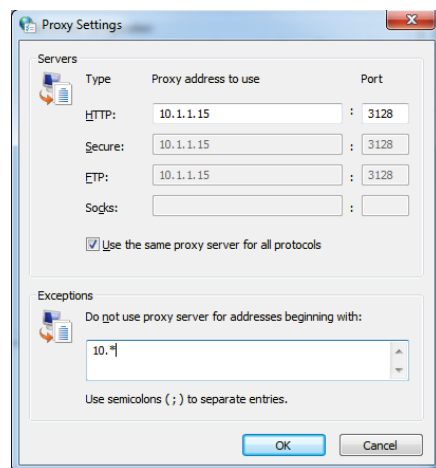 Proxy Settings
Servers
Type Proxy address to use Port
HTTP: 10.1.1.15 : 3128
Secure: 10.1.1.15 : 3128
FTP: 10.1.1.15 : 3128
Socks: :
Use the same proxy server for all protocols
Exceptions
Do not use proxy server for addresses beginning with:
10.*
Use semicolons ( ; ) to separate entries.
OK Cancel